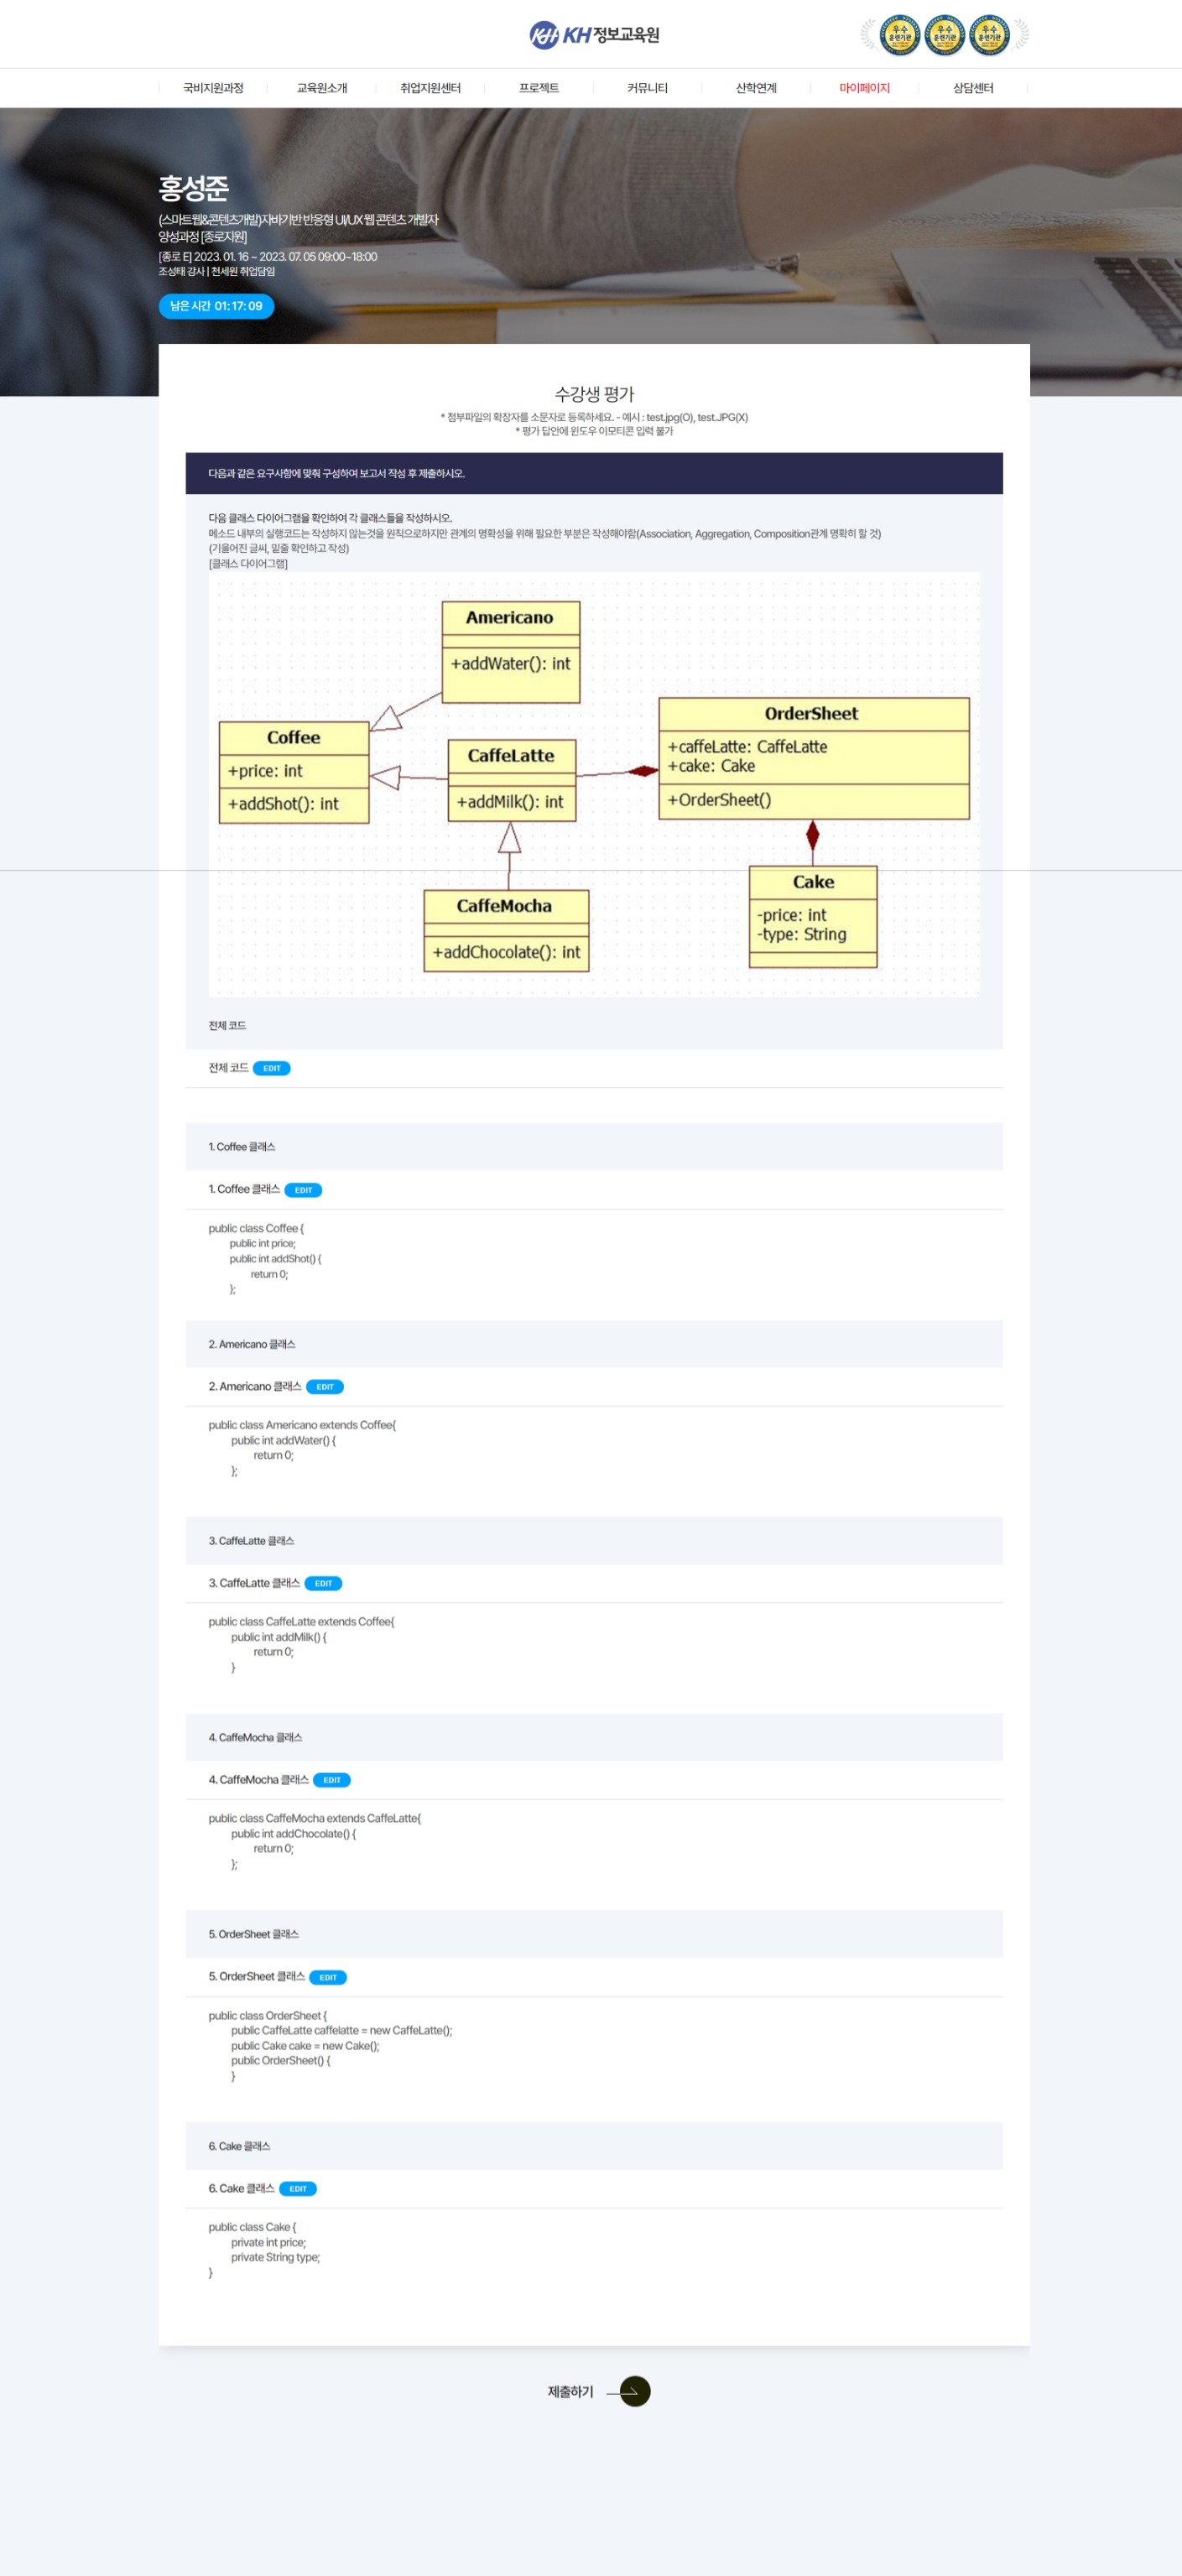 KH KH정보교육원
우수
훈련기관
우수
훈련기관
우수
훈련기관
국비지원과정
교육원소개
취업지원센터
프로젝트
커뮤니티
산학연계
마이페이지
상담센터
홍성준
(스마트웹&콘텐츠개발)자바기반 반응형 UI/UX 웹 콘텐츠 개발자
양성과정 [종로지원]
[종로 E] 2023. 01. 16 ~ 2023. 07. 05 09:00~18:00
조성태 강사 | 천세원 취업담임
남은 시간 01: 17: 09
수강생 평가
* 첨부파일의 확장자를 소문자로 등록하세요. - 예시 : test.jpg(O), test.JPG(X)
* 평가 답안에 윈도우 이모티콘 입력 불가
다음과 같은 요구사항에 맞춰 구성하여 보고서 작성 후 제출하시오.
다음 클래스 다이어그램을 확인하여 각 클래스들을 작성하시오.
메소드 내부의 실행코드는 작성하지 않는것을 원칙으로하지만 관계의 명확성을 위해 필요한 부분은 작성해야함(Association, Aggregation, Composition관계 명확히 할 것)
(기울어진 글씨, 밑줄 확인하고 작성)
[클래스 다이어그램]
Americano
+addWater(): int
Coffee
+price: int
+addShot(): int
CaffeLatte
+addMilk(): int
OrderSheet
+caffeLatte: CaffeLatte
+cake: Cake
+OrderSheet()
CaffeMocha
+addChocolate(): int
Cake
-price: int
-type: String
전체 코드
전체 코드 EDIT
1. Coffee 클래스
1. Coffee 클래스 EDIT
public class Coffee {
public int price;
public int addShot() {
return 0;
};
2. Americano 클래스
2. Americano 클래스 EDIT
public class Americano extends Coffee{
public int addWater() {
return 0;
};
3. CaffeLatte 클래스
3. CaffeLatte 클래스 EDIT
public class CaffeLatte extends Coffee{
public int addMilk() {
return 0;
}
4. CaffeMocha 클래스
4. CaffeMocha 클래스 EDIT
public class CaffeMocha extends CaffeLatte{
public int addChocolate() {
return 0;
};
5. OrderSheet 클래스
5. OrderSheet 클래스 EDIT
public class OrderSheet {
public CaffeLatte caffelatte = new CaffeLatte();
public Cake cake = new Cake();
public OrderSheet() {
}
6. Cake 클래스
6. Cake 클래스 EDIT
public class Cake {
private int price;
private String type;
}
제출하기